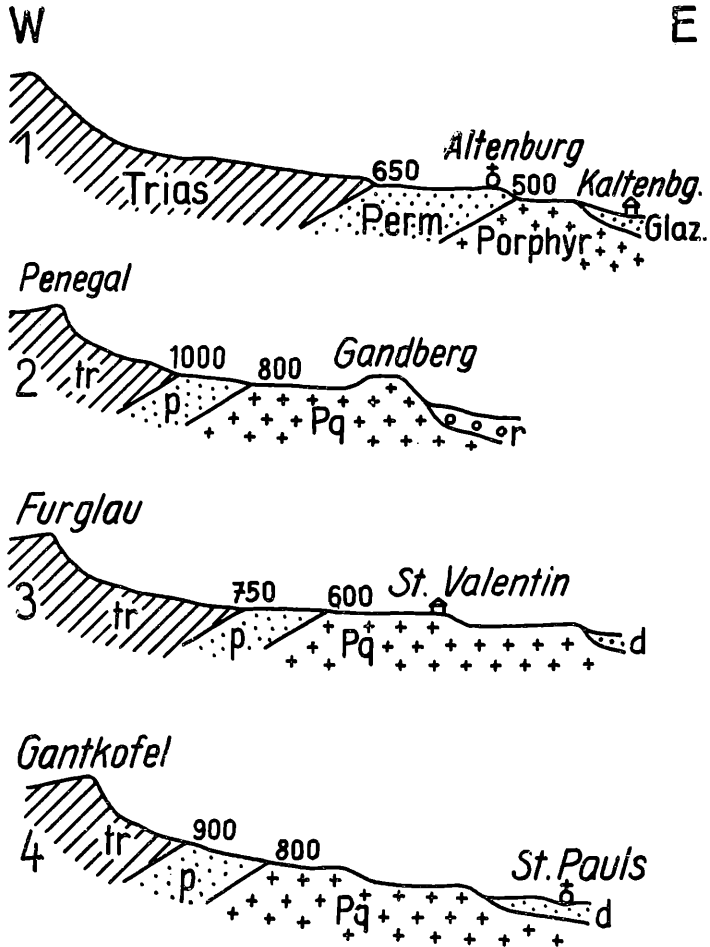 W E
Altenburg
1 650 500 Kaltenbg.
Trias Perm Porphyr Glaz.
Penegal
1000 800 Gandberg
2 tr p Pq r
Furglau
750 600 St. Valentin
3 tr p Pq d
Gantkofel
900 800 St. Pauls
4 tr p Pq d